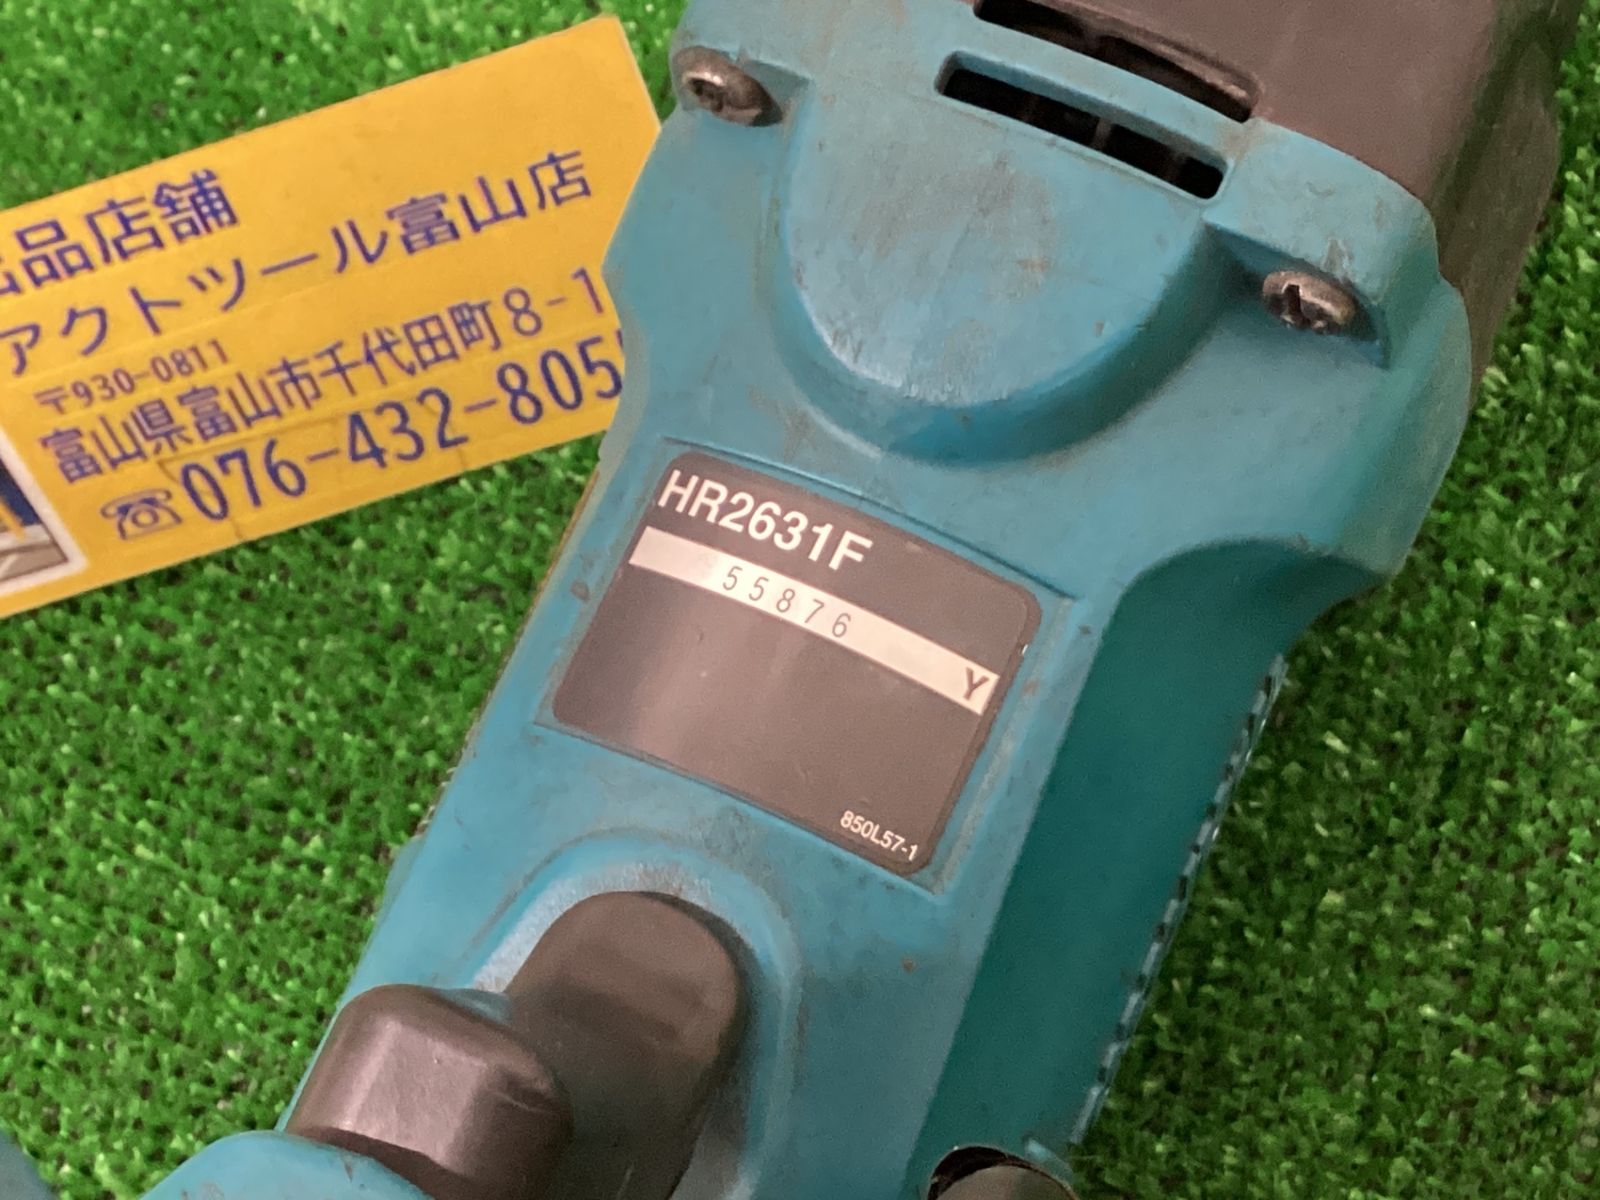 品店舗
アクトツール富山店
〒930-0811
富山県富山市千代田町8-1
☎076-432-805
HR2631F
55876 Y
850L57-1